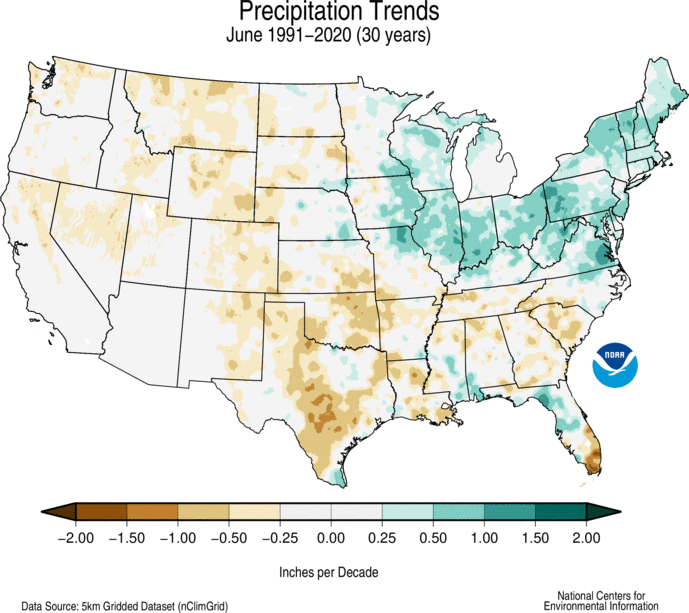 Precipitation Trends
June 1991–2020 (30 years)
NOAA
−2.00 −1.50 −1.00 −0.50 −0.25 0.00 0.25 0.50 1.00 1.50 2.00
Inches per Decade
Data Source: 5km Gridded Dataset (nClimGrid)
National Centers for
Environmental Information